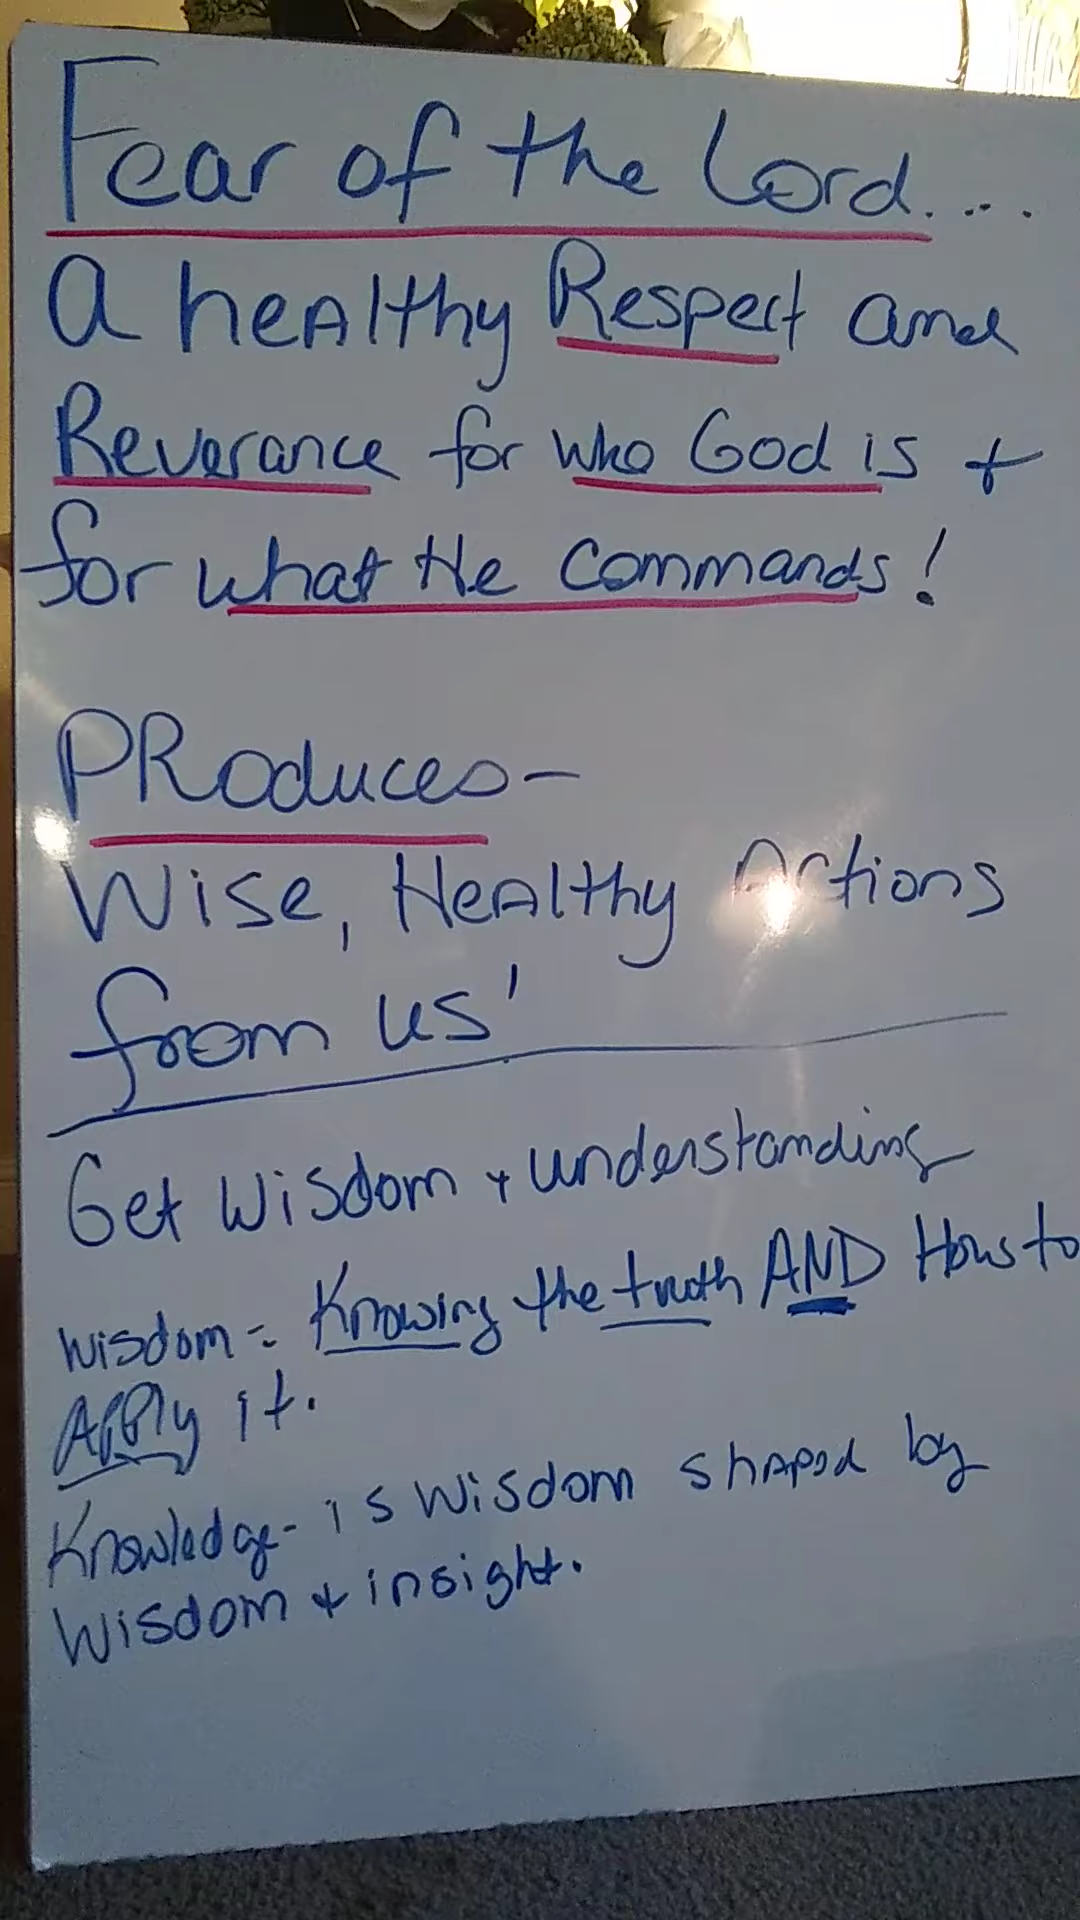 Fear of the Lord....
a heAlthy Respect and
Reverance for who God is +
for what He commands!
PRoduces-
Wise, HeAlthy Actions
from us'
Get Wisdom + understanding
wisdom = Knowing the truth AND How to
Apply it.
Knowledge- is wisdom shaped by
Wisdom + insight.